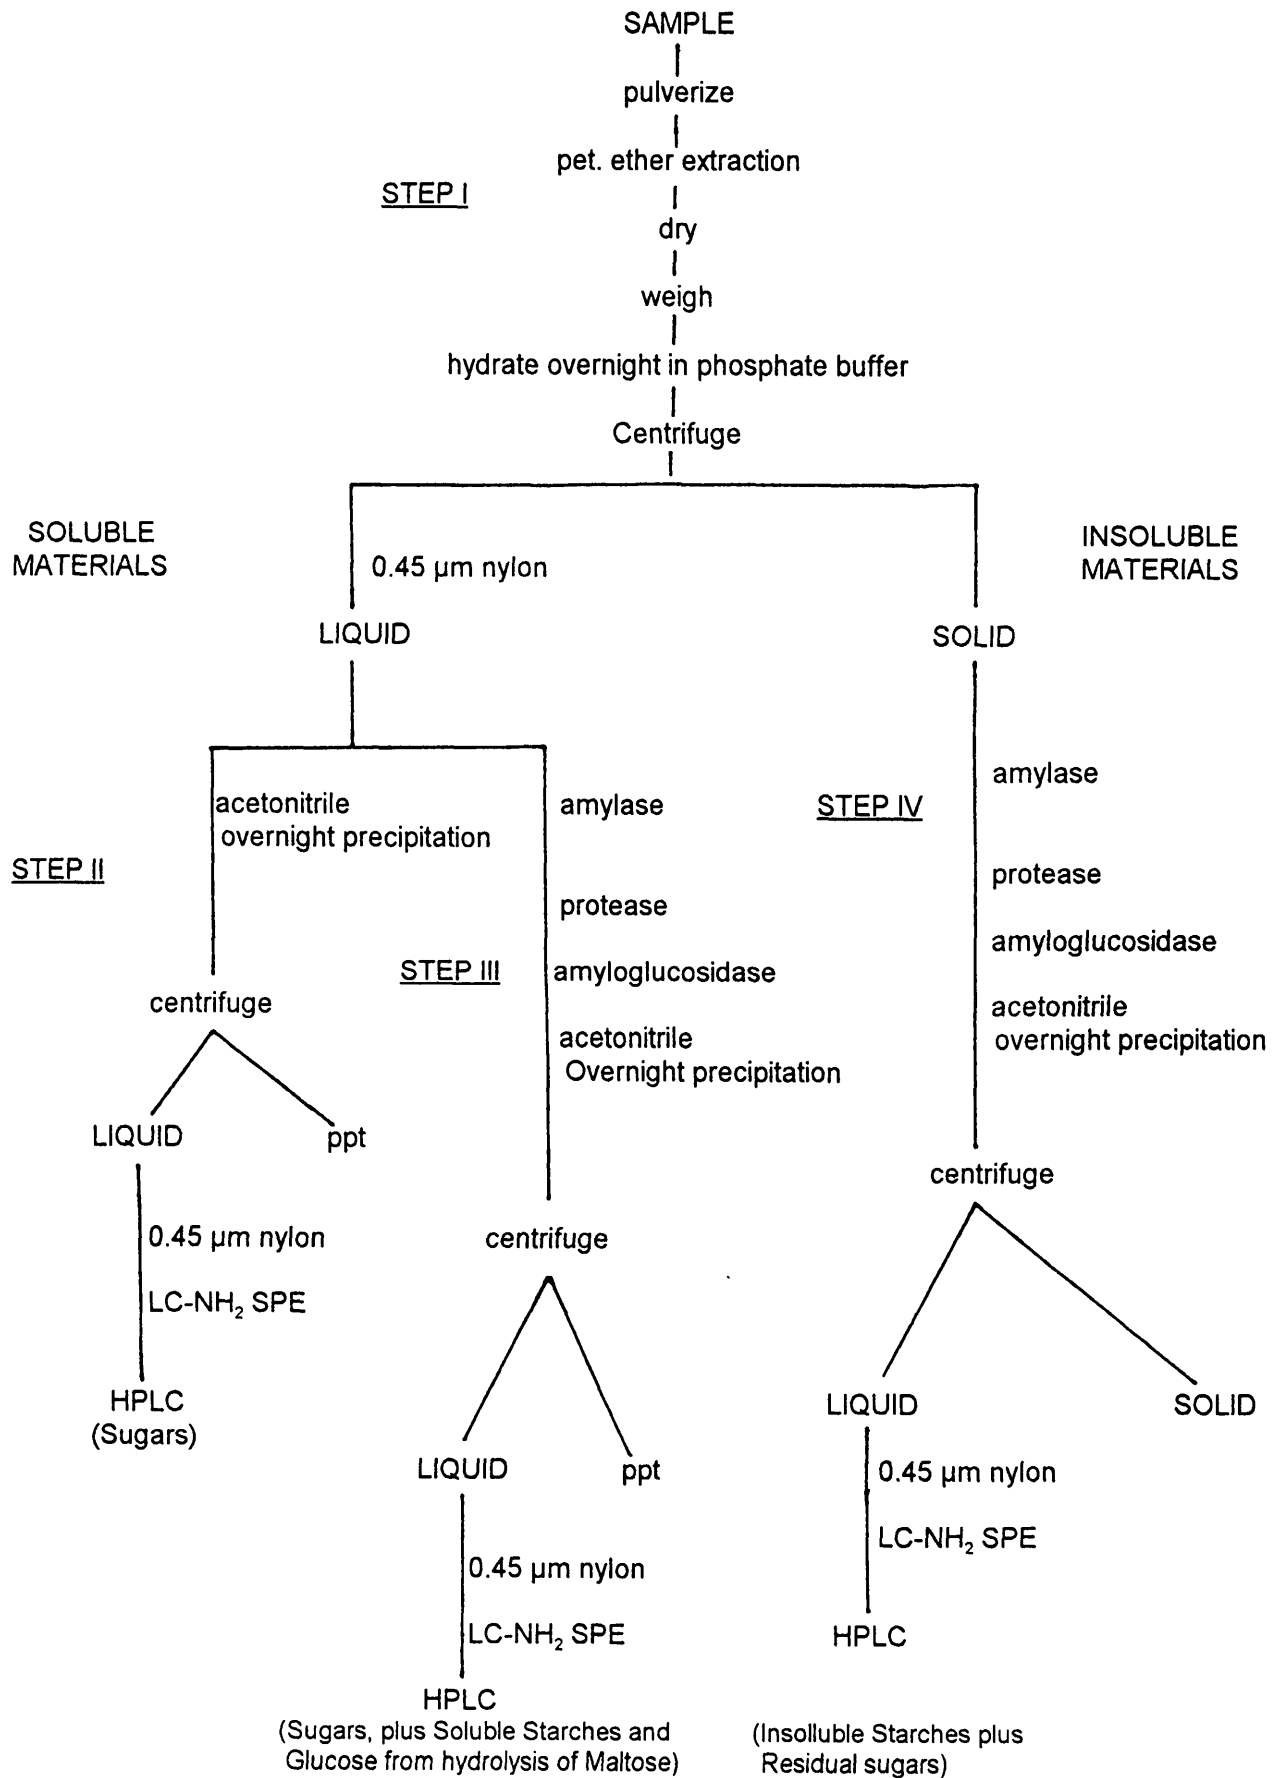 SAMPLE
pulverize
pet. ether extraction
STEP I
dry
weigh
hydrate overnight in phosphate buffer
Centrifuge
SOLUBLE
MATERIALS
0.45 µm nylon
LIQUID
INSOLUBLE
MATERIALS
SOLID
STEP II
acetonitrile
overnight precipitation
centrifuge
LIQUID
ppt
0.45 µm nylon
LC-NH₂ SPE
HPLC
(Sugars)
STEP III
amylase
protease
amyloglucosidase
acetonitrile
Overnight precipitation
centrifuge
LIQUID
ppt
0.45 µm nylon
LC-NH₂ SPE
HPLC
(Sugars, plus Soluble Starches and
Glucose from hydrolysis of Maltose)
STEP IV
amylase
protease
amyloglucosidase
acetonitrile
overnight precipitation
centrifuge
LIQUID
SOLID
0.45 µm nylon
LC-NH₂ SPE
HPLC
(Insolluble Starches plus
Residual sugars)